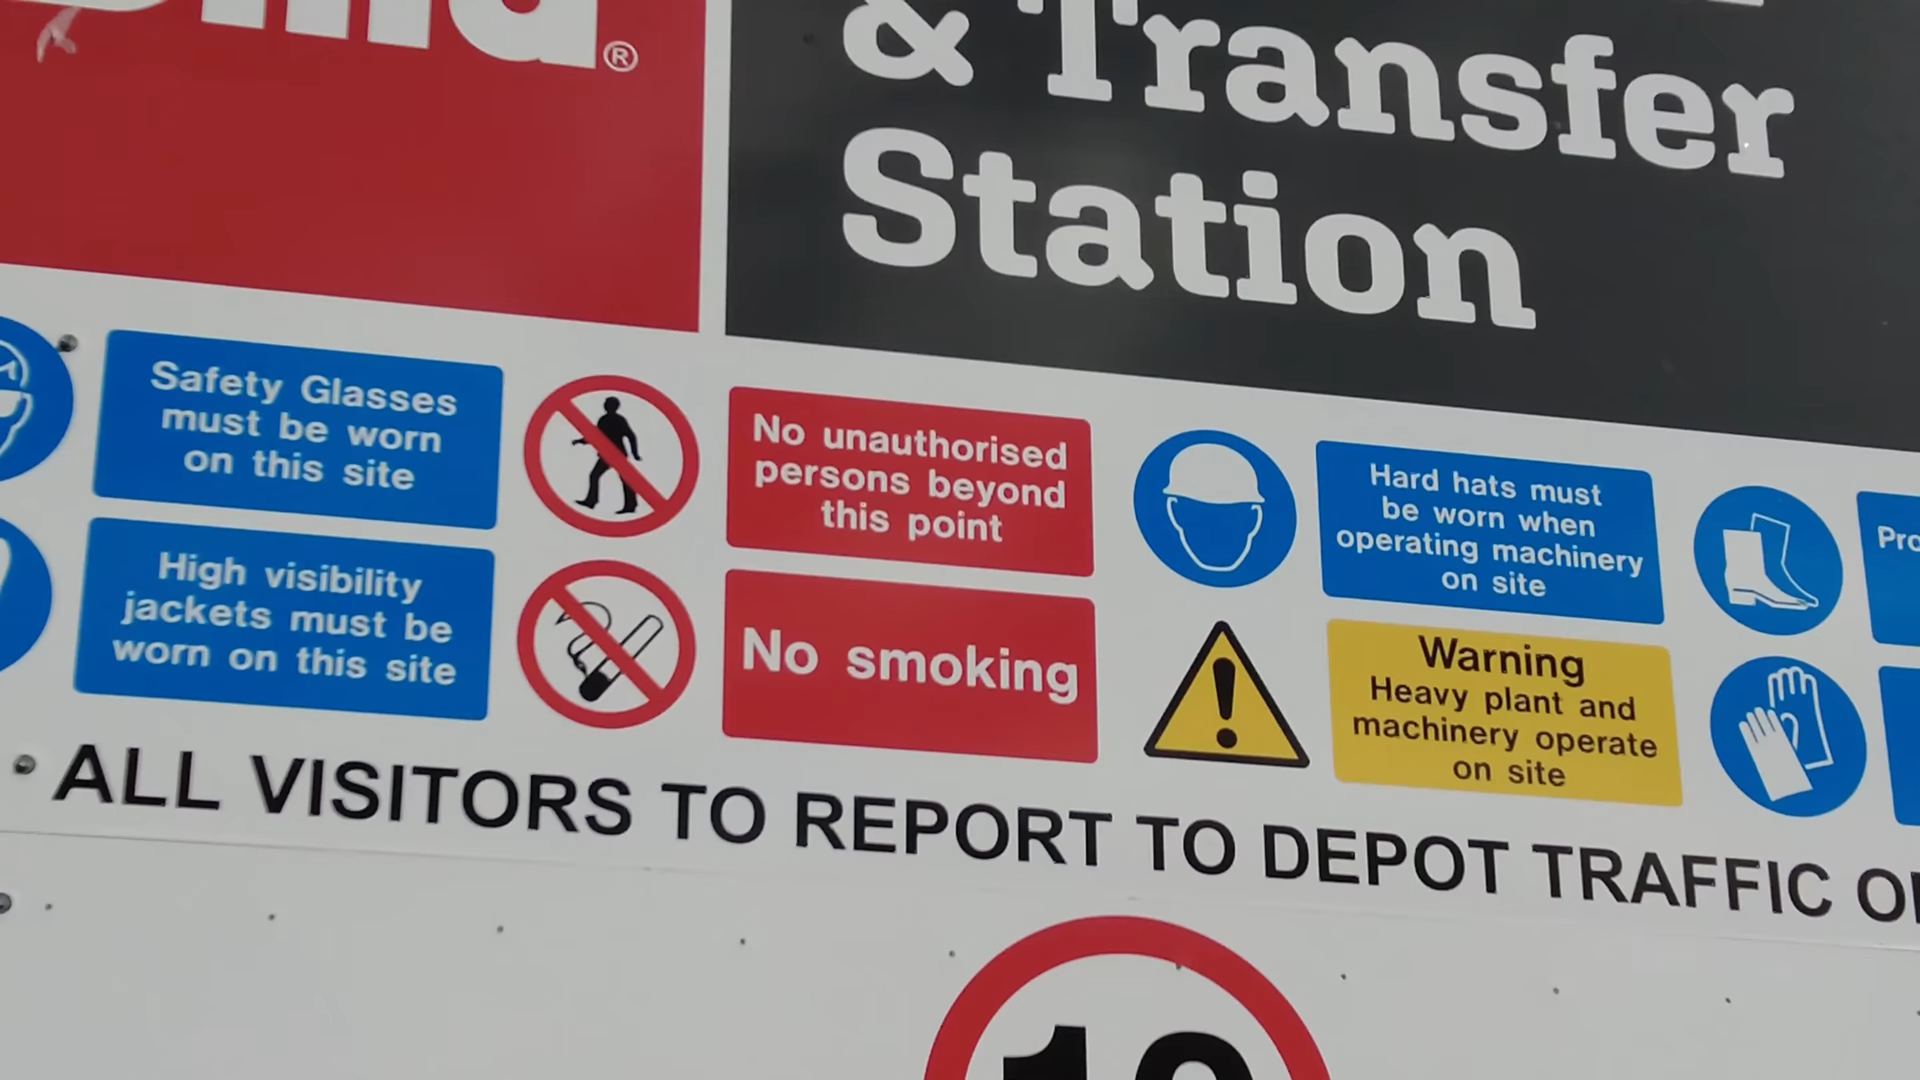 ®
& Transfer
Station
Safety Glasses
must be worn
on this site
No unauthorised
persons beyond
this point
Hard hats must
be worn when
operating machinery
on site
High visibility
jackets must be
worn on this site
No smoking
Warning
Heavy plant and
machinery operate
on site
ALL VISITORS TO REPORT TO DEPOT TRAFFIC